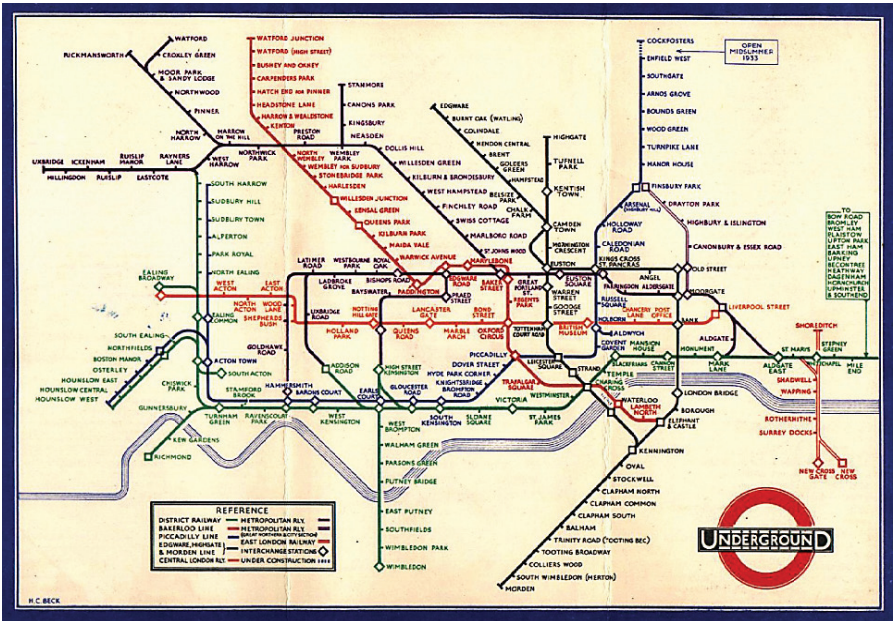 WATFORD
CROXLEY GREEN
RICKMANSWORTH
MOOR PARK
& SANDY LODGE
NORTHWOOD
PINNER
NORTH
HARROW
HARROW
ON THE HILL
NORTHWICK
PARK
PRESTON
ROAD
WEMBLEY
PARK
UXBRIDGE
ICKENHAM
RUISLIP
MANOR
RAYNERS
LANE
WEST
HARROW
HILLINGDON
RUISLIP
EASTCOTE
WATFORD JUNCTION
WATFORD (HIGH STREET)
BUSHEY AND OXHEY
CARPENDERS PARK
HATCH END FOR PINNER
HEADSTONE LANE
HARROW & WEALDSTONE
KENTON
NORTH
WEMBLEY
WEMBLEY FOR SUDBURY
STONEBRIDGE PARK
HARLESDEN
WILLESDEN JUNCTION
KENSAL GREEN
QUEENS PARK
KILBURN PARK
MAIDA VALE
WARWICK AVENUE
MARYLEBONE
STANMORE
CANONS PARK
KINGSBURY
NEASDEN
DOLLIS HILL
WILLESDEN GREEN
KILBURN & BRONDESBURY
WEST HAMPSTEAD
FINCHLEY ROAD
SWISS COTTAGE
MARLBORO ROAD
ST JOHNS WOOD
EDGWARE
BURNT OAK (WATLING)
COLINDALE
HENDON CENTRAL
BRENT
GOLDERS
GREEN
HAMPSTEAD
BELSIZE
PARK
CHALK
FARM
HIGHGATE
TUFNELL
PARK
KENTISH
TOWN
CAMDEN
TOWN
MORNINGTON
CRESCENT
EUSTON
COCKFOSTERS
OPEN
MIDSUMMER
1933
ENFIELD WEST
SOUTHGATE
ARNOS GROVE
BOUNDS GREEN
WOOD GREEN
TURNPIKE LANE
MANOR HOUSE
FINSBURY PARK
ARSENAL
(HIGHBURY HILL)
DRAYTON PARK
HOLLOWAY
ROAD
HIGHBURY & ISLINGTON
CALEDONIAN
ROAD
CANONBURY & ESSEX ROAD
KINGS CROSS
ST PANCRAS
ANGEL
OLD STREET
SOUTH HARROW
SUDBURY HILL
SUDBURY TOWN
ALPERTON
PARK ROYAL
NORTH EALING
EALING
BROADWAY
EALING
COMMON
WEST
ACTON
EAST
ACTON
NORTH
ACTON
WOOD
LANE
SHEPHERDS
BUSH
LATIMER
ROAD
LADBROKE
GROVE
WESTBOURNE
PARK
ROYAL
OAK
BISHOPS ROAD
PADDINGTON
EDGWARE
ROAD
BAKER
STREET
GREAT
PORTLAND
ST.
REGENTS
PARK
EUSTON
SQUARE
WARREN
STREET
GOODGE
STREET
RUSSELL
SQUARE
FARRINGDON
ALDERSGATE
MOORGATE
LIVERPOOL STREET
UXBRIDGE
ROAD
HOLLAND
PARK
NOTTING
HILL GATE
BAYSWATER
QUEENS
ROAD
LANCASTER
GATE
PRAED
STREET
MARBLE
ARCH
BOND
STREET
OXFORD
CIRCUS
TOTTENHAM
COURT ROAD
BRITISH
MUSEUM
HOLBORN
CHANCERY
LANE
POST
OFFICE
BANK
ALDWYCH
COVENT
GARDEN
ALDGATE
GOLDHAWK
ROAD
ADDISON
ROAD
HIGH STREET
KENSINGTON
PICCADILLY
DOVER STREET
HYDE PARK CORNER
KNIGHTSBRIDGE
BROMPTON
ROAD
LEICESTER
SQUARE
TRAFALGAR
SQUARE
STRAND
CHARING
CROSS
TEMPLE
BLACKFRIARS
MANSION
HOUSE
CANNON
STREET
MONUMENT
MARK
LANE
ALDGATE
EAST
ST MARYS
STEPNEY
GREEN
WHITECHAPEL
MILE
END
TO
BOW ROAD
BROMLEY
WEST HAM
PLAISTOW
UPTON PARK
EAST HAM
BARKING
UPNEY
BECONTREE
HEATHWAY
DAGENHAM
HORNCHURCH
UPMINSTER
& SOUTHEND
SHOREDITCH
SHADWELL
WAPPING
ROTHERHITHE
SURREY DOCKS
NEW CROSS
GATE
NEW
CROSS
SOUTH EALING
NORTHFIELDS
BOSTON MANOR
OSTERLEY
HOUNSLOW EAST
HOUNSLOW CENTRAL
HOUNSLOW WEST
ACTON TOWN
SOUTH ACTON
CHISWICK
PARK
GUNNERSBURY
KEW GARDENS
RICHMOND
TURNHAM
GREEN
STAMFORD
BROOK
RAVENSCOURT
PARK
HAMMERSMITH
BARONS COURT
WEST
KENSINGTON
EARLS
COURT
GLOUCESTER
ROAD
SOUTH
KENSINGTON
SLOANE
SQUARE
VICTORIA
ST JAMES
PARK
WESTMINSTER
WATERLOO
LAMBETH
NORTH
LONDON BRIDGE
BOROUGH
ELEPHANT
& CASTLE
KENNINGTON
OVAL
STOCKWELL
CLAPHAM NORTH
CLAPHAM COMMON
CLAPHAM SOUTH
BALHAM
TRINITY ROAD (TOOTING BEC)
TOOTING BROADWAY
COLLIERS WOOD
SOUTH WIMBLEDON (MERTON)
MORDEN
WEST
BROMPTON
WALHAM GREEN
PARSONS GREEN
PUTNEY BRIDGE
EAST PUTNEY
SOUTHFIELDS
WIMBLEDON PARK
WIMBLEDON
REFERENCE
DISTRICT RAILWAY
BAKERLOO LINE
PICCADILLY LINE
EDGWARE, HIGHGATE
& MORDEN LINE
CENTRAL LONDON RLY.
METROPOLITAN RLY.
METROPOLITAN RLY.
(GREAT NORTHERN & CITY SECTION)
EAST LONDON RAILWAY
INTERCHANGE STATIONS
UNDER CONSTRUCTION
UNDERGROUND
H.C. BECK